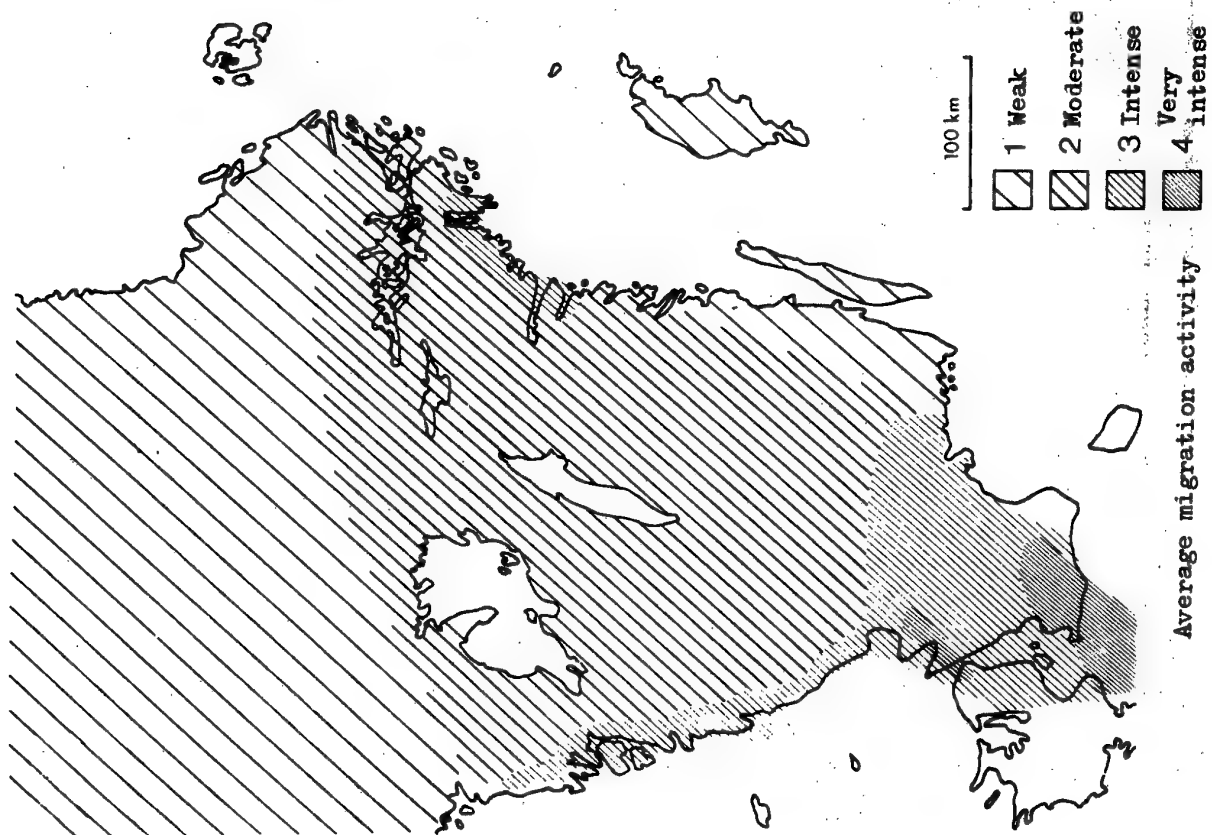 100 km
1 Weak
2 Moderate
3 Intense
4 Very
intense
Average migration activity